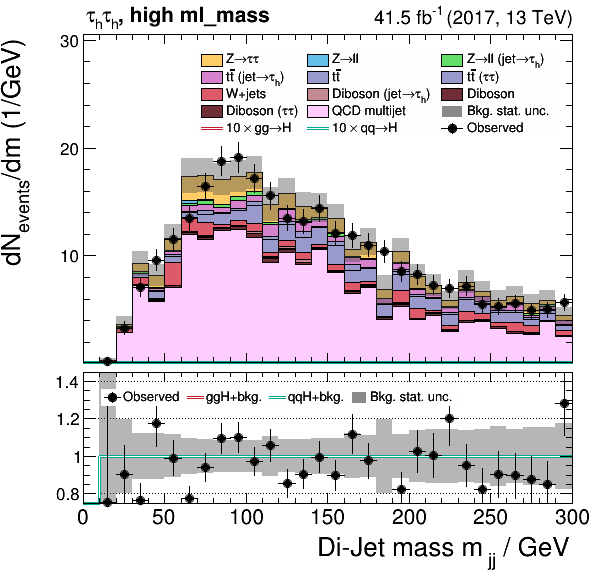 τhτh, high ml_mass 41.5 fb⁻¹ (2017, 13 TeV)
dNevents/dm (1/GeV)
30
20
10
Z→ττ Z→ll Z→ll (jet→τh)
tt̄ (jet→τh) tt̄ tt̄ (ττ)
W+jets Diboson (jet→τh) Diboson
Diboson (ττ) QCD multijet Bkg. stat. unc.
10 × gg→H 10 × qq→H Observed
1.4
1.2
1
0.8
Observed ggH+bkg. qqH+bkg. Bkg. stat. unc.
0 50 100 150 200 250 300
Di-Jet mass mjj / GeV